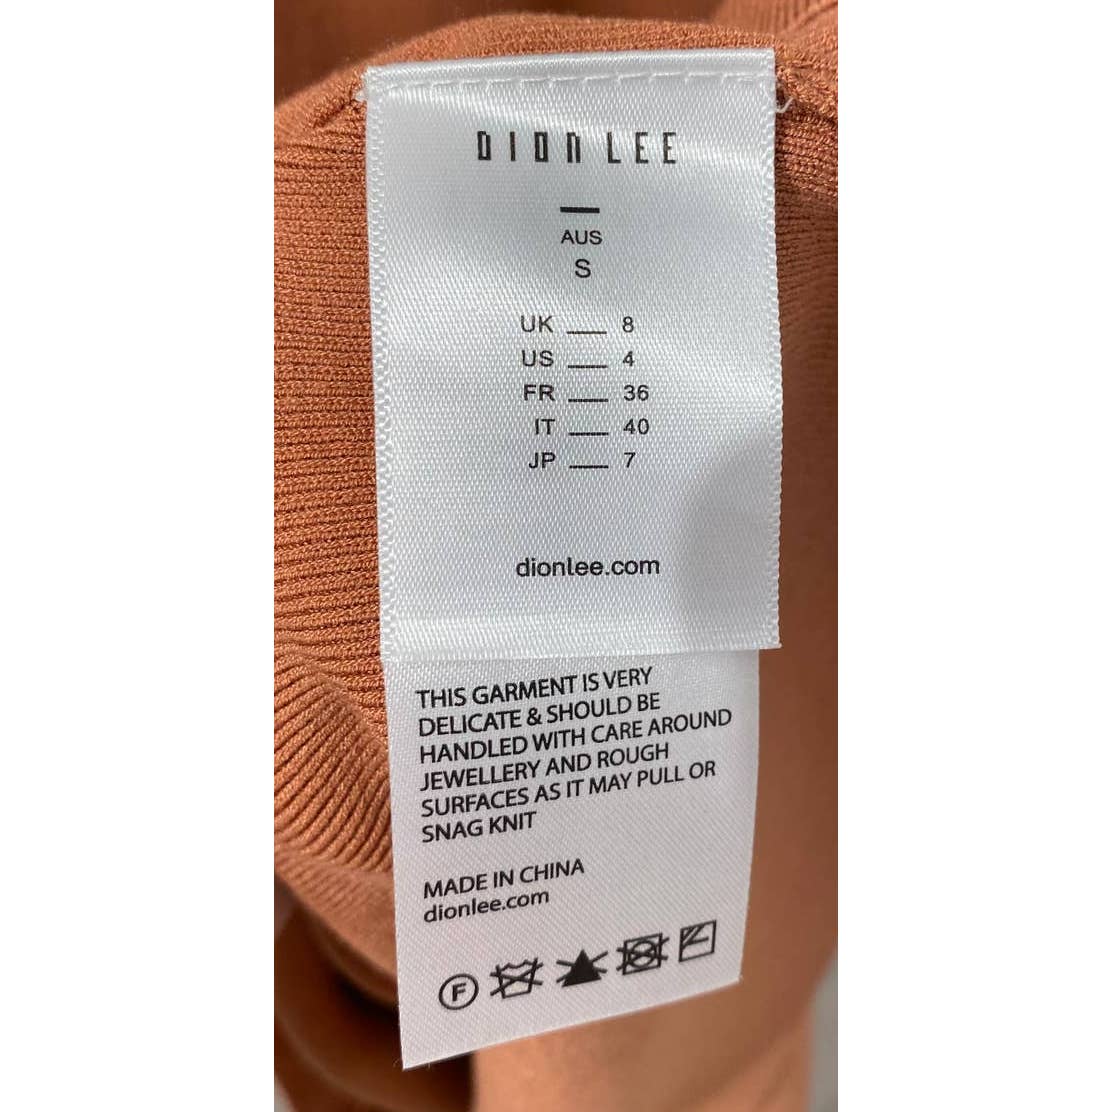 DION LEE
AUS
S
UK 8
US 4
FR 36
IT 40
JP 7
dionlee.com
THIS GARMENT IS VERY
DELICATE & SHOULD BE
HANDLED WITH CARE AROUND
JEWELLERY AND ROUGH
SURFACES AS IT MAY PULL OR
SNAG KNIT
MADE IN CHINA
dionlee.com
F